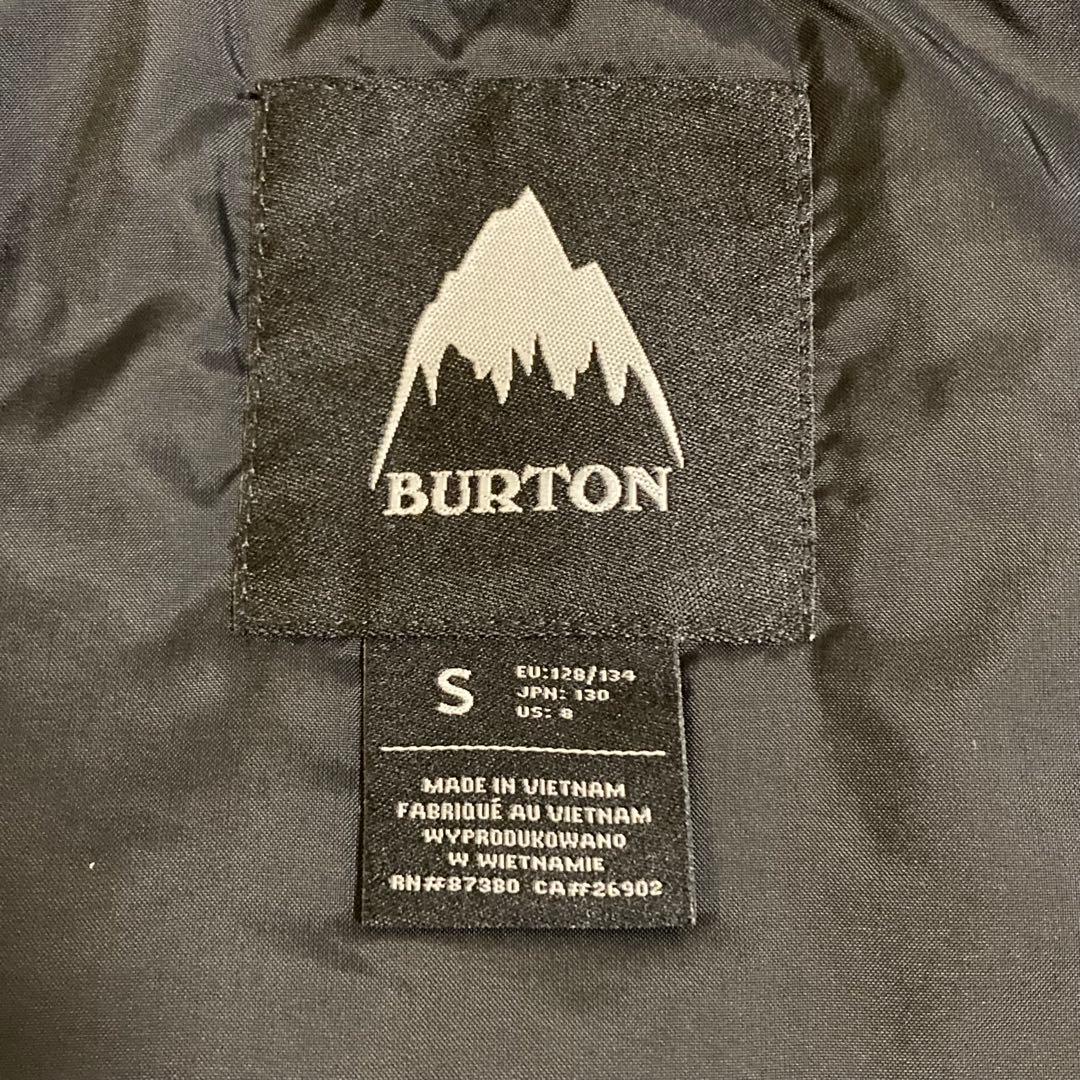 BURTON
S
EU:128/134
JPN: 130
US: 8
MADE IN VIETNAM
FABRIQUÉ AU VIETNAM
WYPRODUKOWANO
W WIETNAMIE
RN#87380 CA#26902